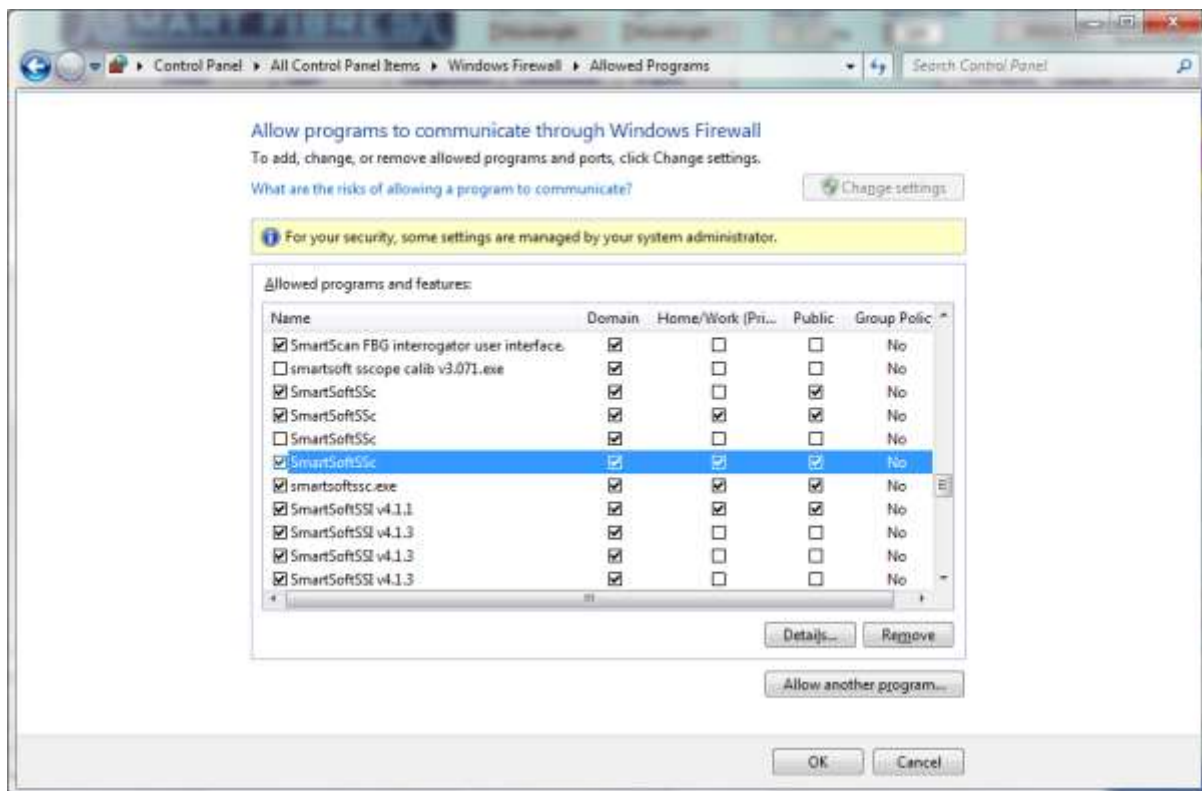 SMART FIBRES
Control Panel ▸ All Control Panel Items ▸ Windows Firewall ▸ Allowed Programs
Search Control Panel
Allow programs to communicate through Windows Firewall
To add, change, or remove allowed programs and ports, click Change settings.
What are the risks of allowing a program to communicate?
Change settings
For your security, some settings are managed by your system administrator.
Allowed programs and features:
Name Domain Home/Work (Pri... Public Group Polic
SmartScan FBG interrogator user interface. No
smartsoft sscope calib v3.071.exe No
SmartSoftSSc No
SmartSoftSSc No
SmartSoftSSc No
SmartSoftSSc No
smartsoftssc.exe No
SmartSoftSSI v4.1.1 No
SmartSoftSSI v4.1.3 No
SmartSoftSSI v4.1.3 No
SmartSoftSSI v4.1.3 No
Details... Remove
Allow another program...
OK Cancel